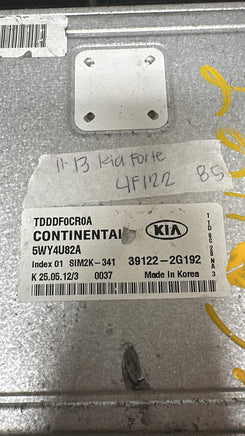 11-13 Kia Forte
4F122 85
TDDDF0CR0A
CONTINENTAL KIA
5WY4U82A
Index 01 SIM2K-341 39122-2G192
K 25.05.12/3 0037 Made in Korea